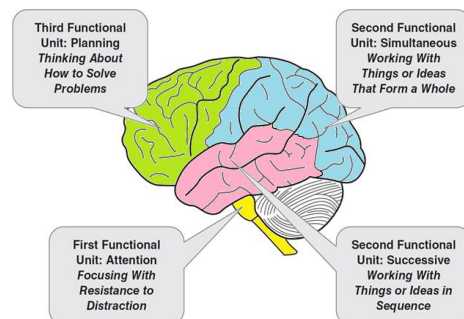 Third Functional
Unit: Planning
Thinking About
How to Solve
Problems
Second Functional
Unit: Simultaneous
Working With
Things or Ideas
That Form a Whole
First Functional
Unit: Attention
Focusing With
Resistance to
Distraction
Second Functional
Unit: Successive
Working With
Things or Ideas in
Sequence